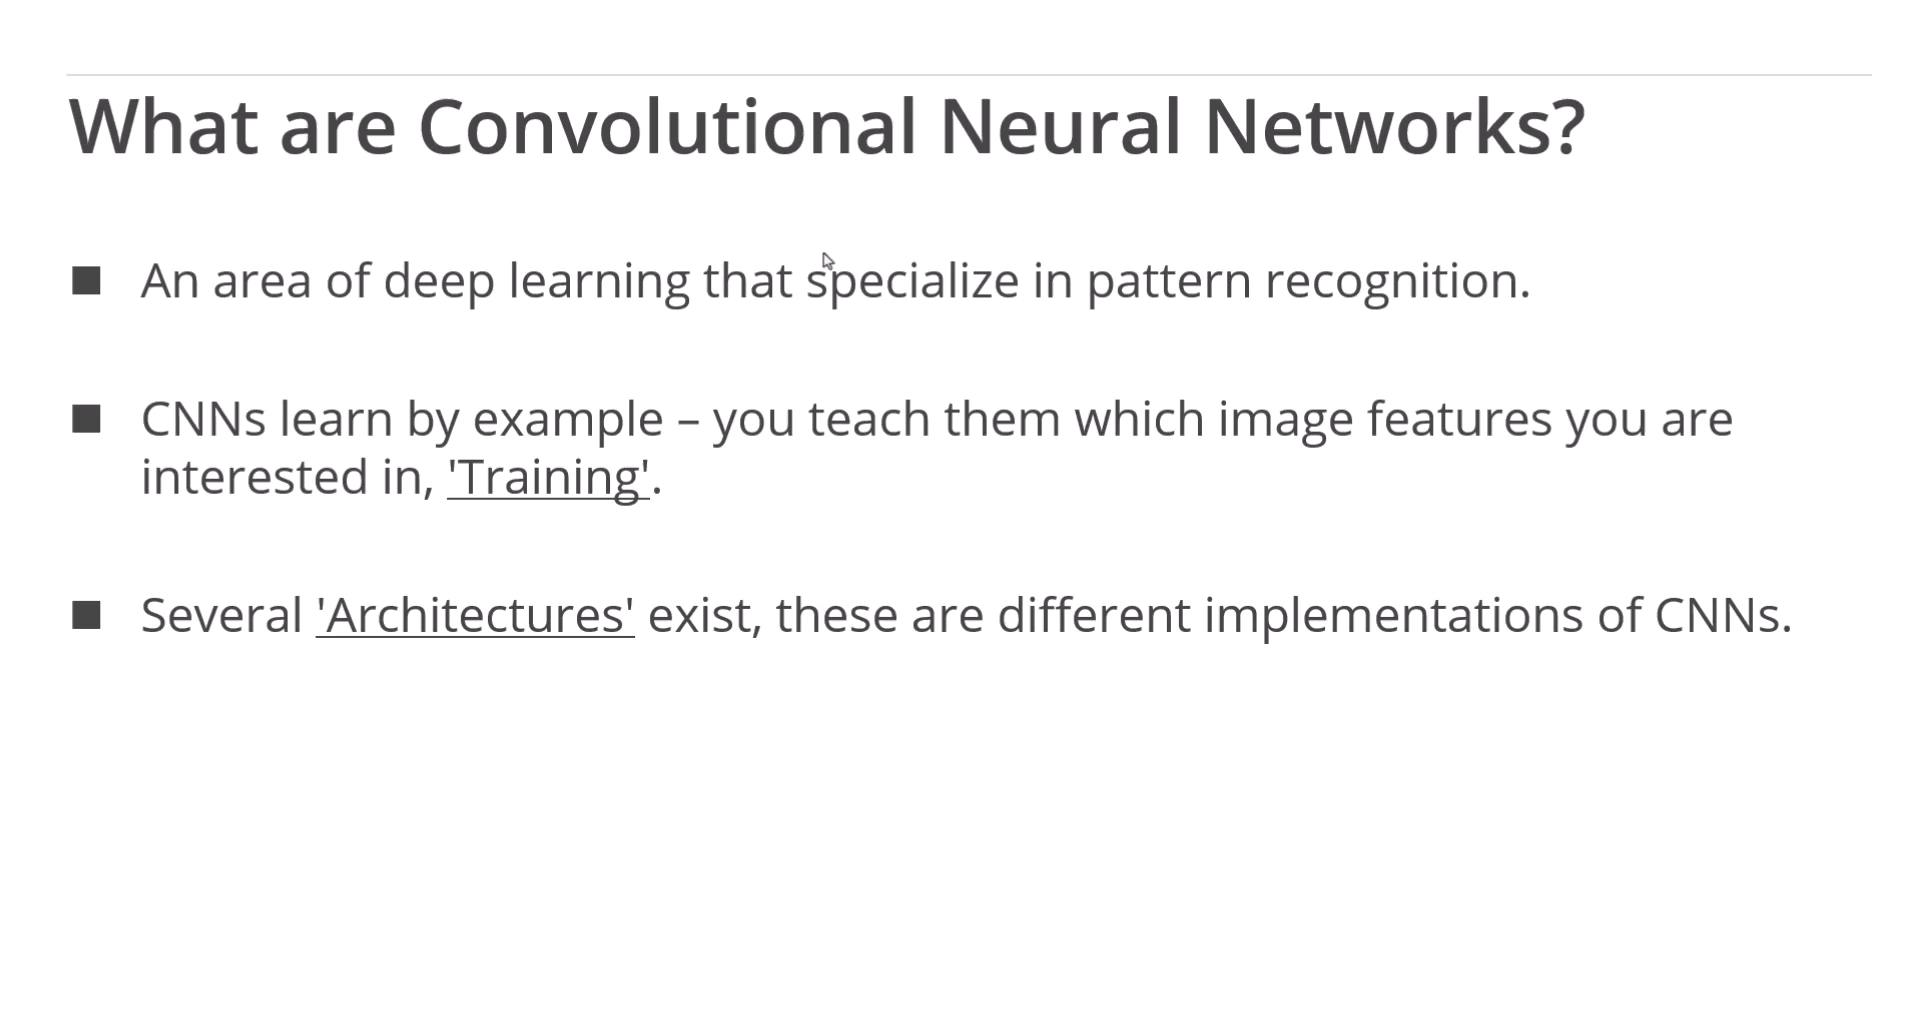 What are Convolutional Neural Networks?
■ An area of deep learning that specialize in pattern recognition.
■ CNNs learn by example – you teach them which image features you are
interested in, 'Training'.
■ Several 'Architectures' exist, these are different implementations of CNNs.